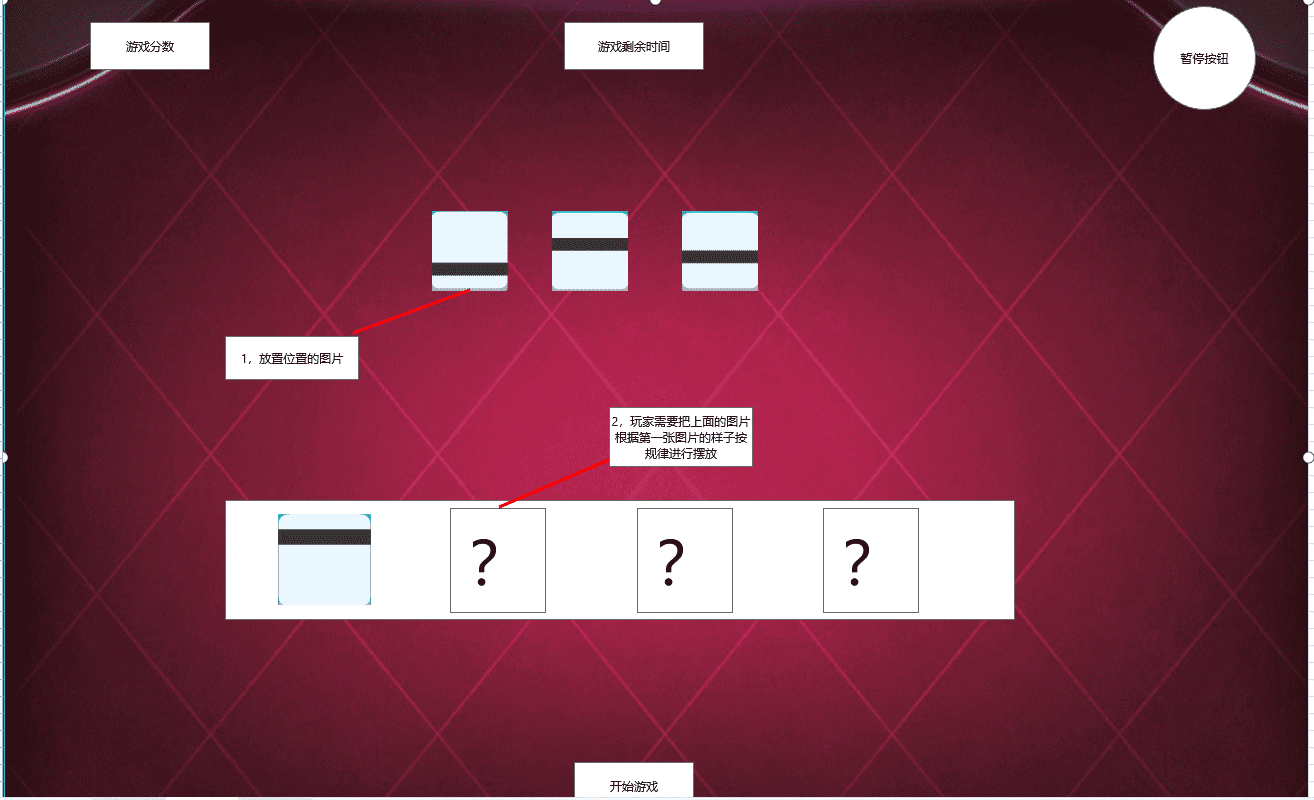 游戏分数
游戏剩余时间
暂停按钮
1，放置位置的图片
2，玩家需要把上面的图片
根据第一张图片的样子按
规律进行摆放
？
？
？
开始游戏